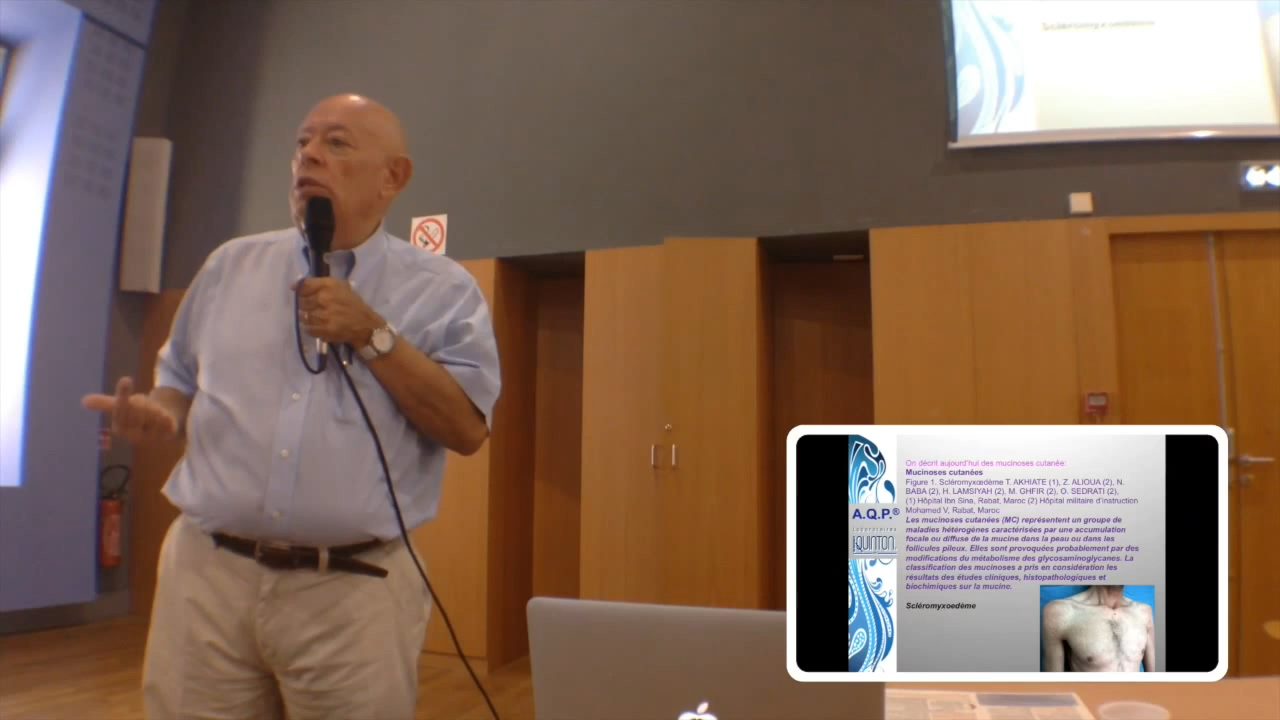 Scléromyxoedème
On décrit aujourd'hui des mucinoses cutanée:
Mucinoses cutanées
Figure 1. Scléromyxœdème T. AKHIATE (1), Z. ALIOUA (2), N.
BABA (2), H. LAMSIYAH (2), M. GHFIR (2), O. SEDRATI (2),
(1) Hôpital Ibn Sina, Rabat, Maroc (2) Hôpital militaire d'instruction
Mohamed V, Rabat, Maroc
Les mucinoses cutanées (MC) représentent un groupe de
maladies hétérogènes caractérisées par une accumulation
focale ou diffuse de la mucine dans la peau ou dans les
follicules pileux. Elles sont provoquées probablement par des
modifications du métabolisme des glycosaminoglycanes. La
classification des mucinoses a pris en considération les
résultats des études cliniques, histopathologiques et
biochimiques sur la mucine.
Scléromyxoedème
A.Q.P.®
Laboratoires
QUINTON